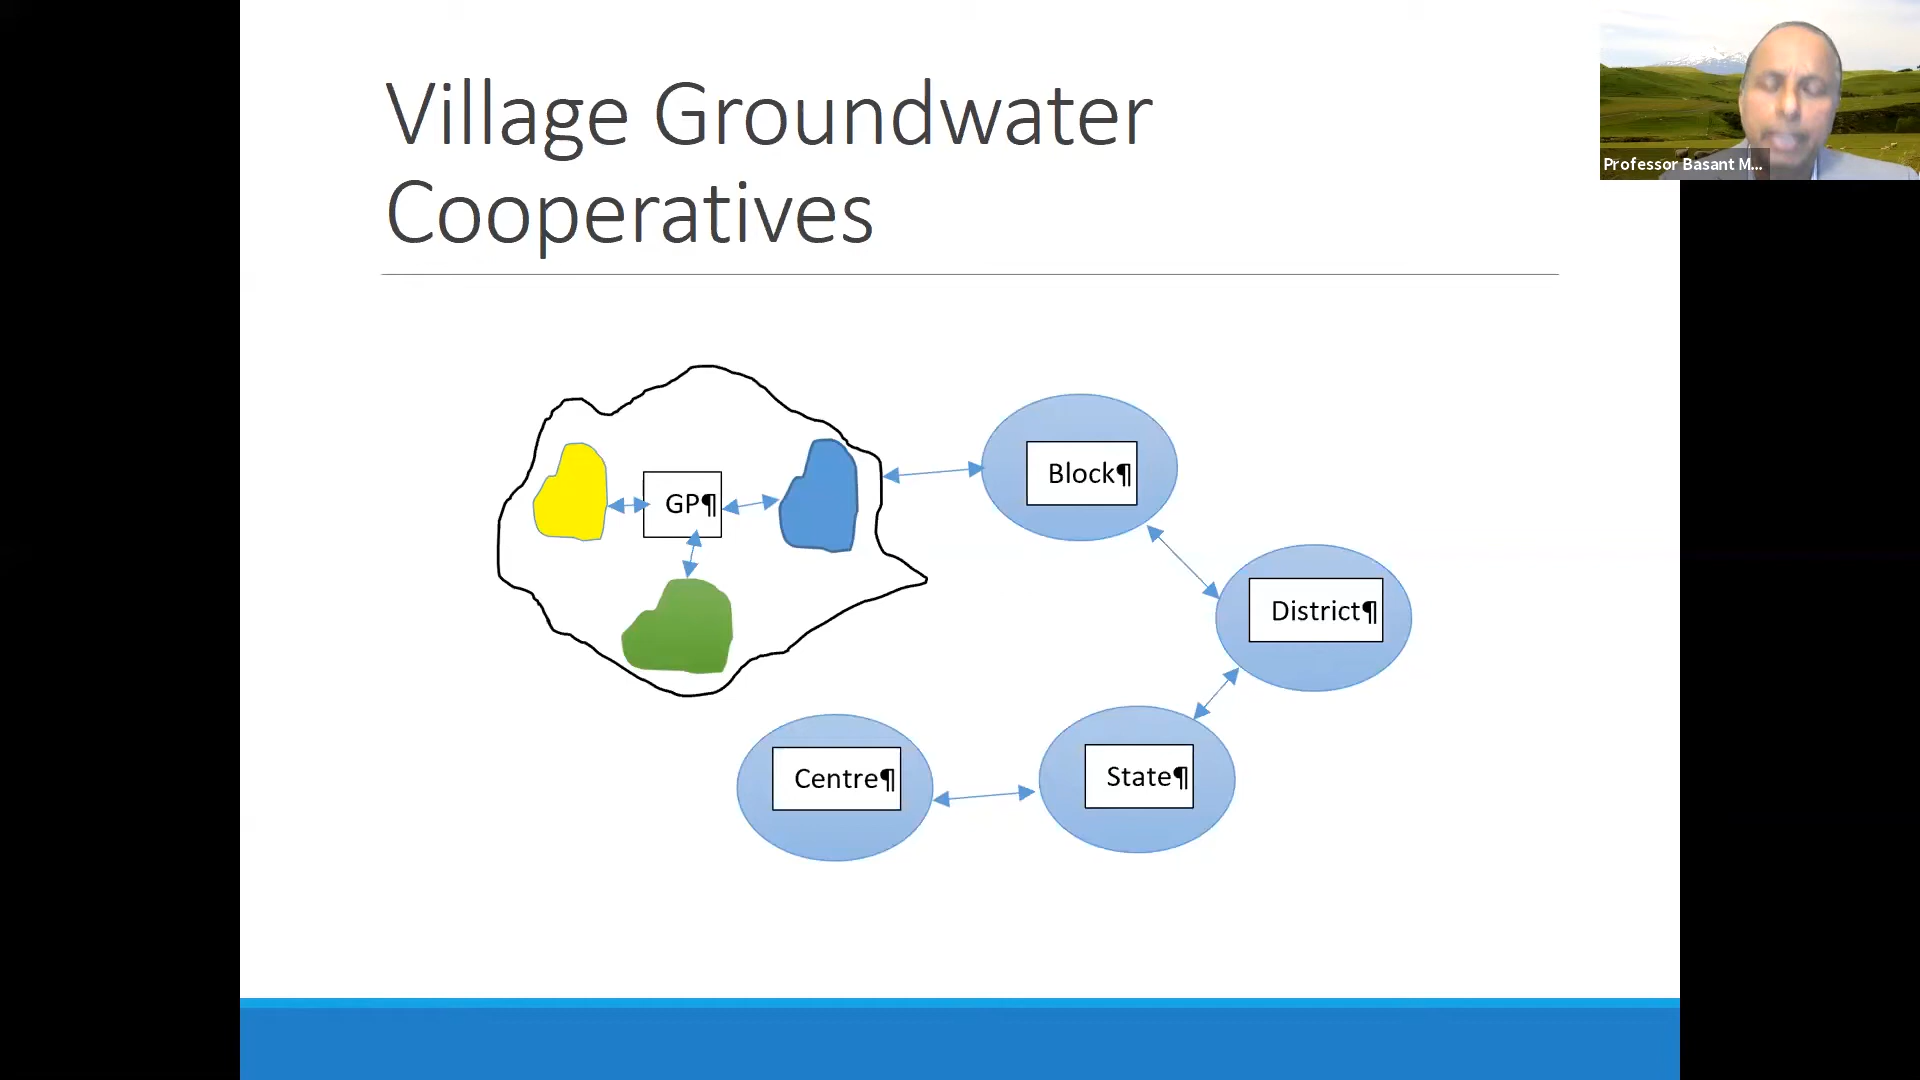 Village Groundwater
Cooperatives
Professor Basant M...
GP¶
Block¶
District¶
State¶
Centre¶